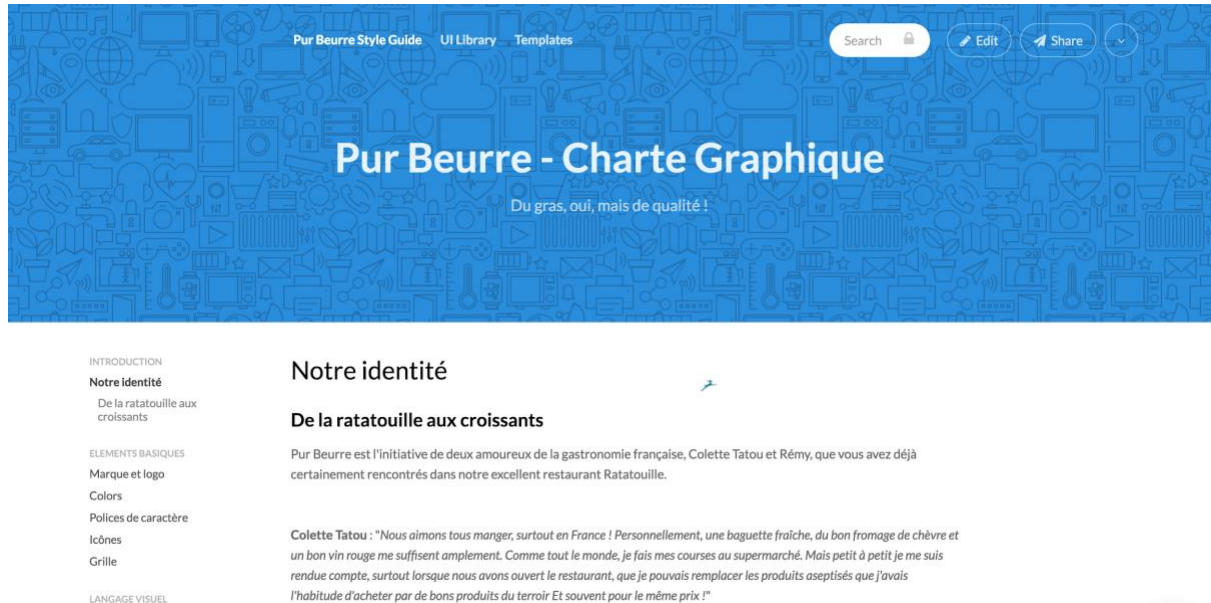 Pur Beurre Style Guide UI Library Templates
Search Edit Share
Pur Beurre - Charte Graphique
Du gras, oui, mais de qualité !
INTRODUCTION
Notre identité
De la ratatouille aux
croissants
ELEMENTS BASIQUES
Marque et logo
Colors
Polices de caractère
Icônes
Grille
LANGAGE VISUEL
Notre identité
De la ratatouille aux croissants
Pur Beurre est l'initiative de deux amoureux de la gastronomie française, Colette Tatou et Rémy, que vous avez déjà
certainement rencontrés dans notre excellent restaurant Ratatouille.
Colette Tatou : "Nous aimons tous manger, surtout en France ! Personnellement, une baguette fraîche, du bon fromage de chèvre et
un bon vin rouge me suffisent amplement. Comme tout le monde, je fais mes courses au supermarché. Mais petit à petit je me suis
rendue compte, surtout lorsque nous avons ouvert le restaurant, que je pouvais remplacer les produits aseptisés que j'avais
l'habitude d'acheter par de bons produits du terroir Et souvent pour le même prix !"